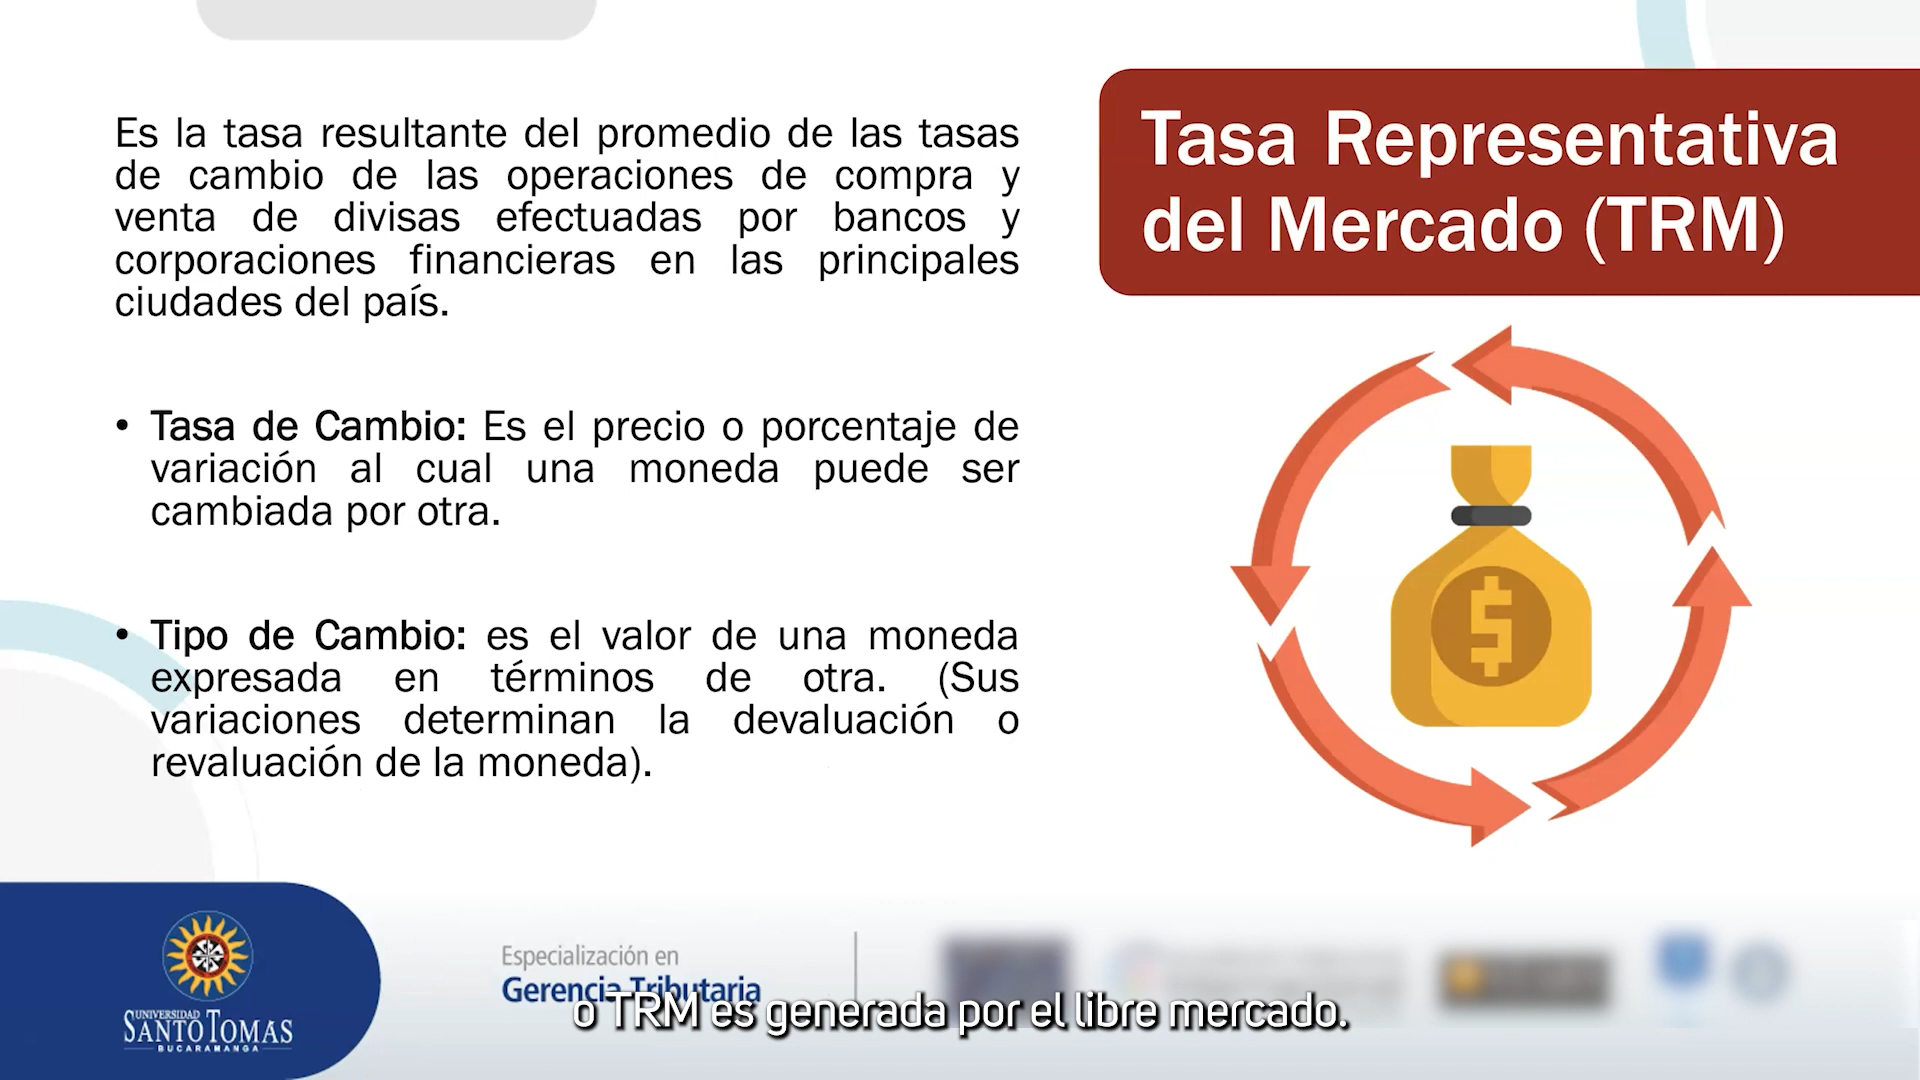 Es la tasa resultante del promedio de las tasas
de cambio de las operaciones de compra y
venta de divisas efectuadas por bancos y
corporaciones financieras en las principales
ciudades del país.
• Tasa de Cambio: Es el precio o porcentaje de
variación al cual una moneda puede ser
cambiada por otra.
• Tipo de Cambio: es el valor de una moneda
expresada en términos de otra. (Sus
variaciones determinan la devaluación o
revaluación de la moneda).
Tasa Representativa
del Mercado (TRM)
$
UNIVERSIDAD
SANTO TOMAS
BUCARAMANGA
Especialización en
Gerencia Tributaria
o TRM es generada por el libre mercado.